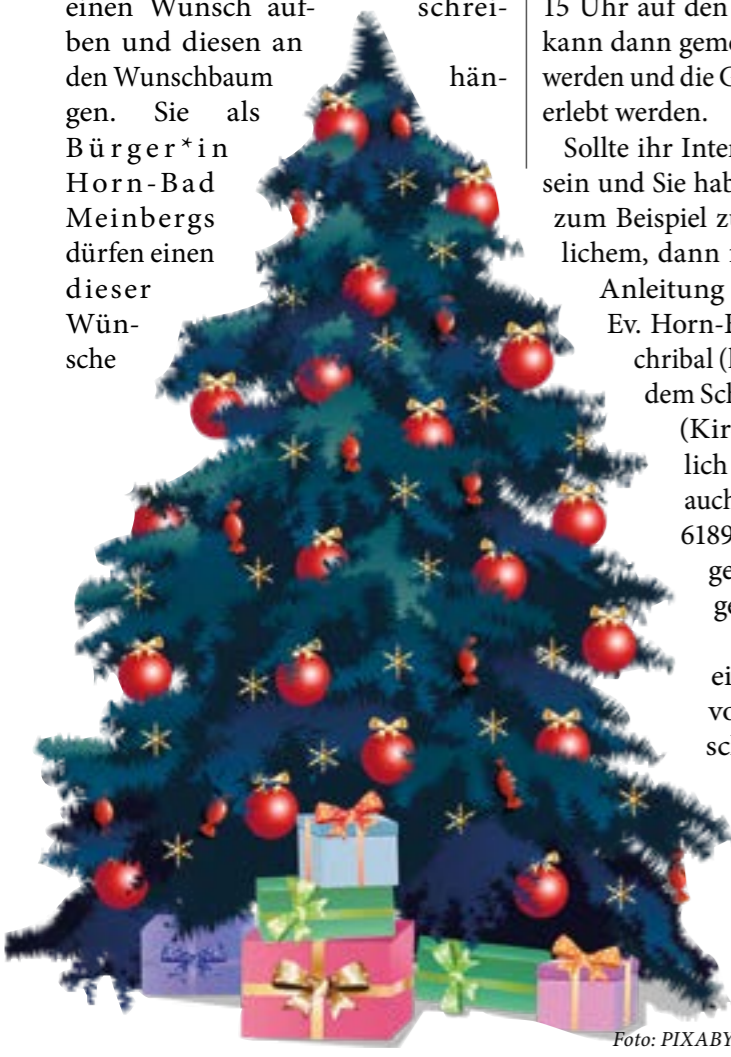 einen Wunsch auf-
schrei-
ben und diesen an
den Wunschbaum
hän-
gen. Sie als
Bürger*in
Horn-Bad
Meinbergs
dürfen einen
dieser
Wün-
sche
15 Uhr auf den
kann dann geme
werden und die G
erlebt werden.
Sollte ihr Inter
sein und Sie hab
zum Beispiel zu
lichem, dann
Anleitung
Ev. Horn-B
chribal (
dem Sch
(Kir
lich
auch
6189
ge
ge
ei
vo
sc
Foto: PIXABY